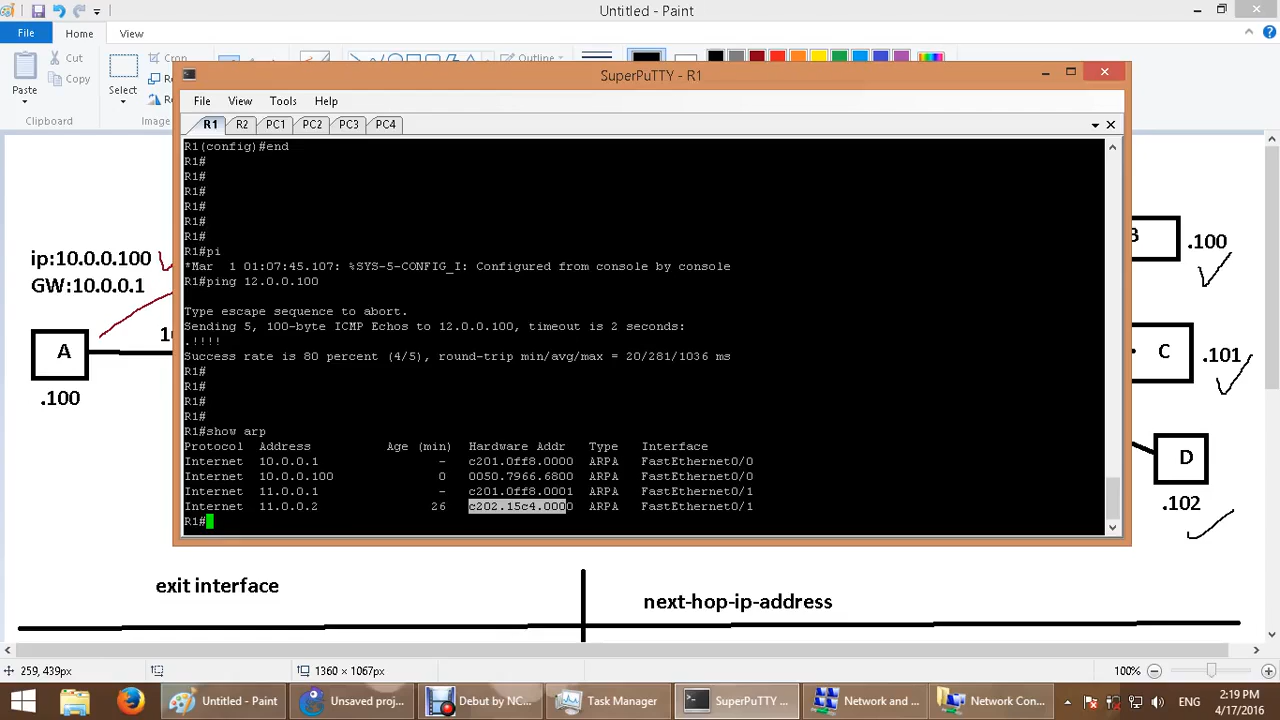 Untitled - Paint
File Home View
Paste
Cut
Copy
Select
Crop
Outline
Clipboard
Image
SuperPuTTY - R1
File View Tools Help
R1 R2 PC1 PC2 PC3 PC4
R1(config)#end
R1#
R1#
R1#
R1#
R1#
R1#
R1#pi
*Mar  1 01:07:45.107: %SYS-5-CONFIG_I: Configured from console by console
R1#ping 12.0.0.100
Type escape sequence to abort.
Sending 5, 100-byte ICMP Echos to 12.0.0.100, timeout is 2 seconds:
.!!!!
Success rate is 80 percent (4/5), round-trip min/avg/max = 20/281/1036 ms
R1#
R1#
R1#
R1#
R1#show arp
Protocol  Address          Age (min)  Hardware Addr   Type   Interface
Internet  10.0.0.1                -   c201.0ff8.0000  ARPA   FastEthernet0/0
Internet  10.0.0.100              0   0050.7966.6800  ARPA   FastEthernet0/0
Internet  11.0.0.1                -   c201.0ff8.0001  ARPA   FastEthernet0/1
Internet  11.0.0.2               26   c202.15c4.0000  ARPA   FastEthernet0/1
R1#
ip:10.0.0.100
GW:10.0.0.1
A
.100
B
.100
C
.101
D
.102
exit interface
next-hop-ip-address
259, 439px
1360 × 1067px
100%
Untitled - Paint
Unsaved proj...
Debut by NC...
Task Manager
SuperPuTTY ...
Network and ...
Network Con...
ENG
2:19 PM
4/17/2016